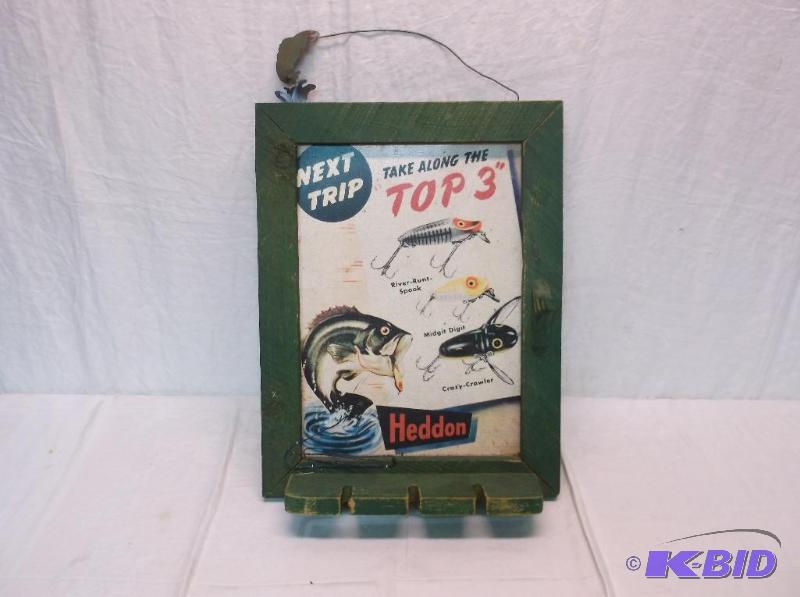 NEXT
TRIP
TAKE ALONG THE
"TOP 3"
River-Runt-
Spook
Midgit Digit
Crazy-Crawler
Heddon
© K-BID